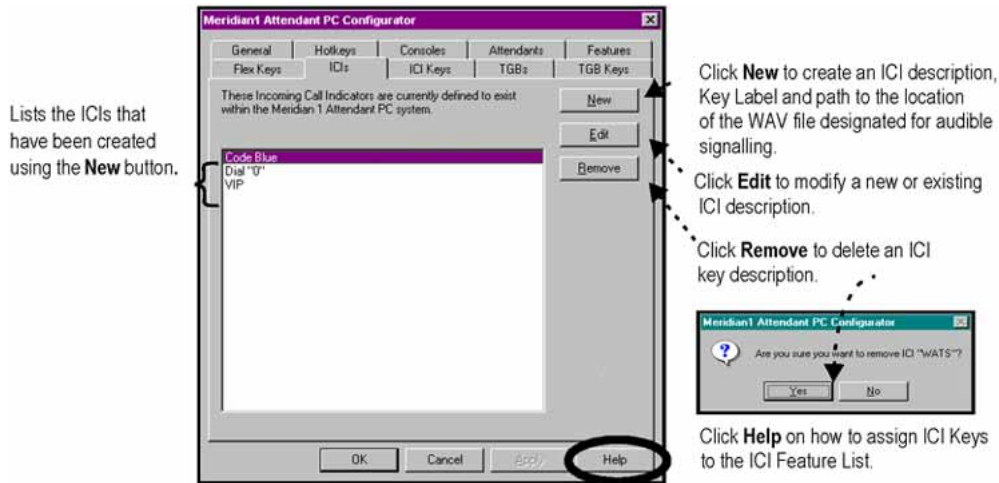 Meridian1 Attendant PC Configurator
General Hotkeys Consoles Attendants Features
Flex Keys ICIs ICI Keys TGBs TGB Keys
These Incoming Call Indicators are currently defined to exist
within the Meridian 1 Attendant PC system.
New
Edit
Remove
Code Blue
Dial "0"
VIP
OK Cancel Apply Help
Lists the ICIs that
have been created
using the New button.
Click New to create an ICI description,
Key Label and path to the location
of the WAV file designated for audible
signalling.
Click Edit to modify a new or existing
ICI description.
Click Remove to delete an ICI
key description.
Meridian1 Attendant PC Configurator
Are you sure you want to remove ICI "WATS"?
Yes No
Click Help on how to assign ICI Keys
to the ICI Feature List.